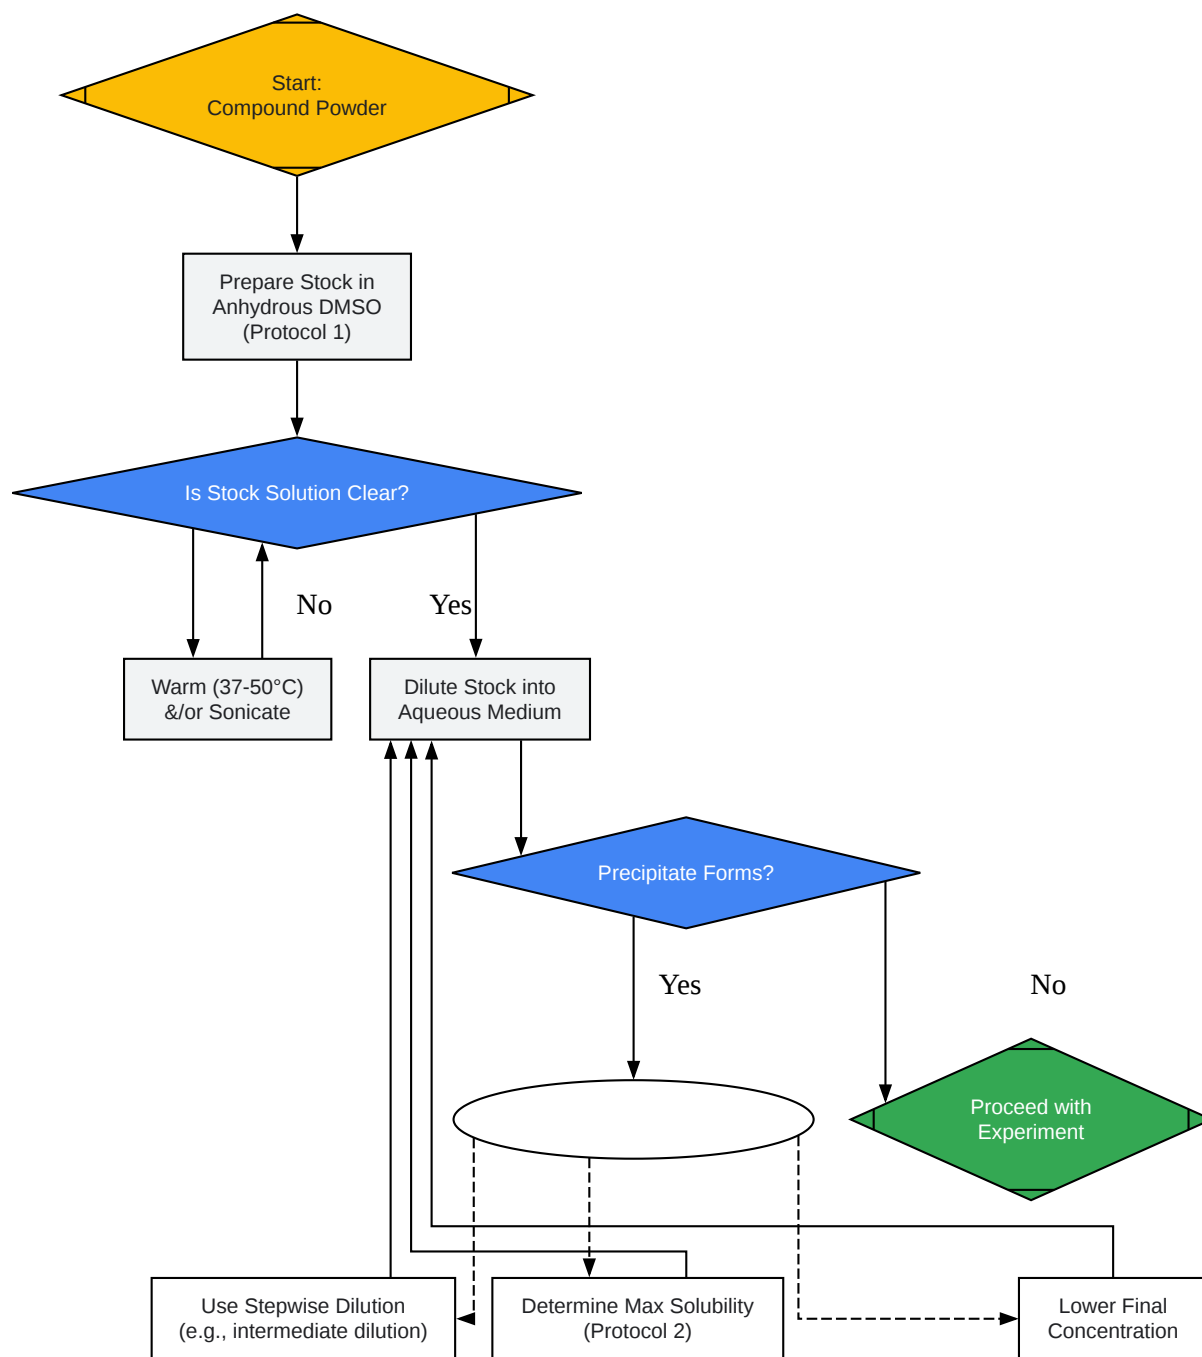 Start:
Compound Powder
Prepare Stock in
Anhydrous DMSO
(Protocol 1)
Is Stock Solution Clear?
No
Yes
Warm (37-50°C)
&/or Sonicate
Dilute Stock into
Aqueous Medium
Precipitate Forms?
Yes
No
Proceed with
Experiment
Use Stepwise Dilution
(e.g., intermediate dilution)
Determine Max Solubility
(Protocol 2)
Lower Final
Concentration